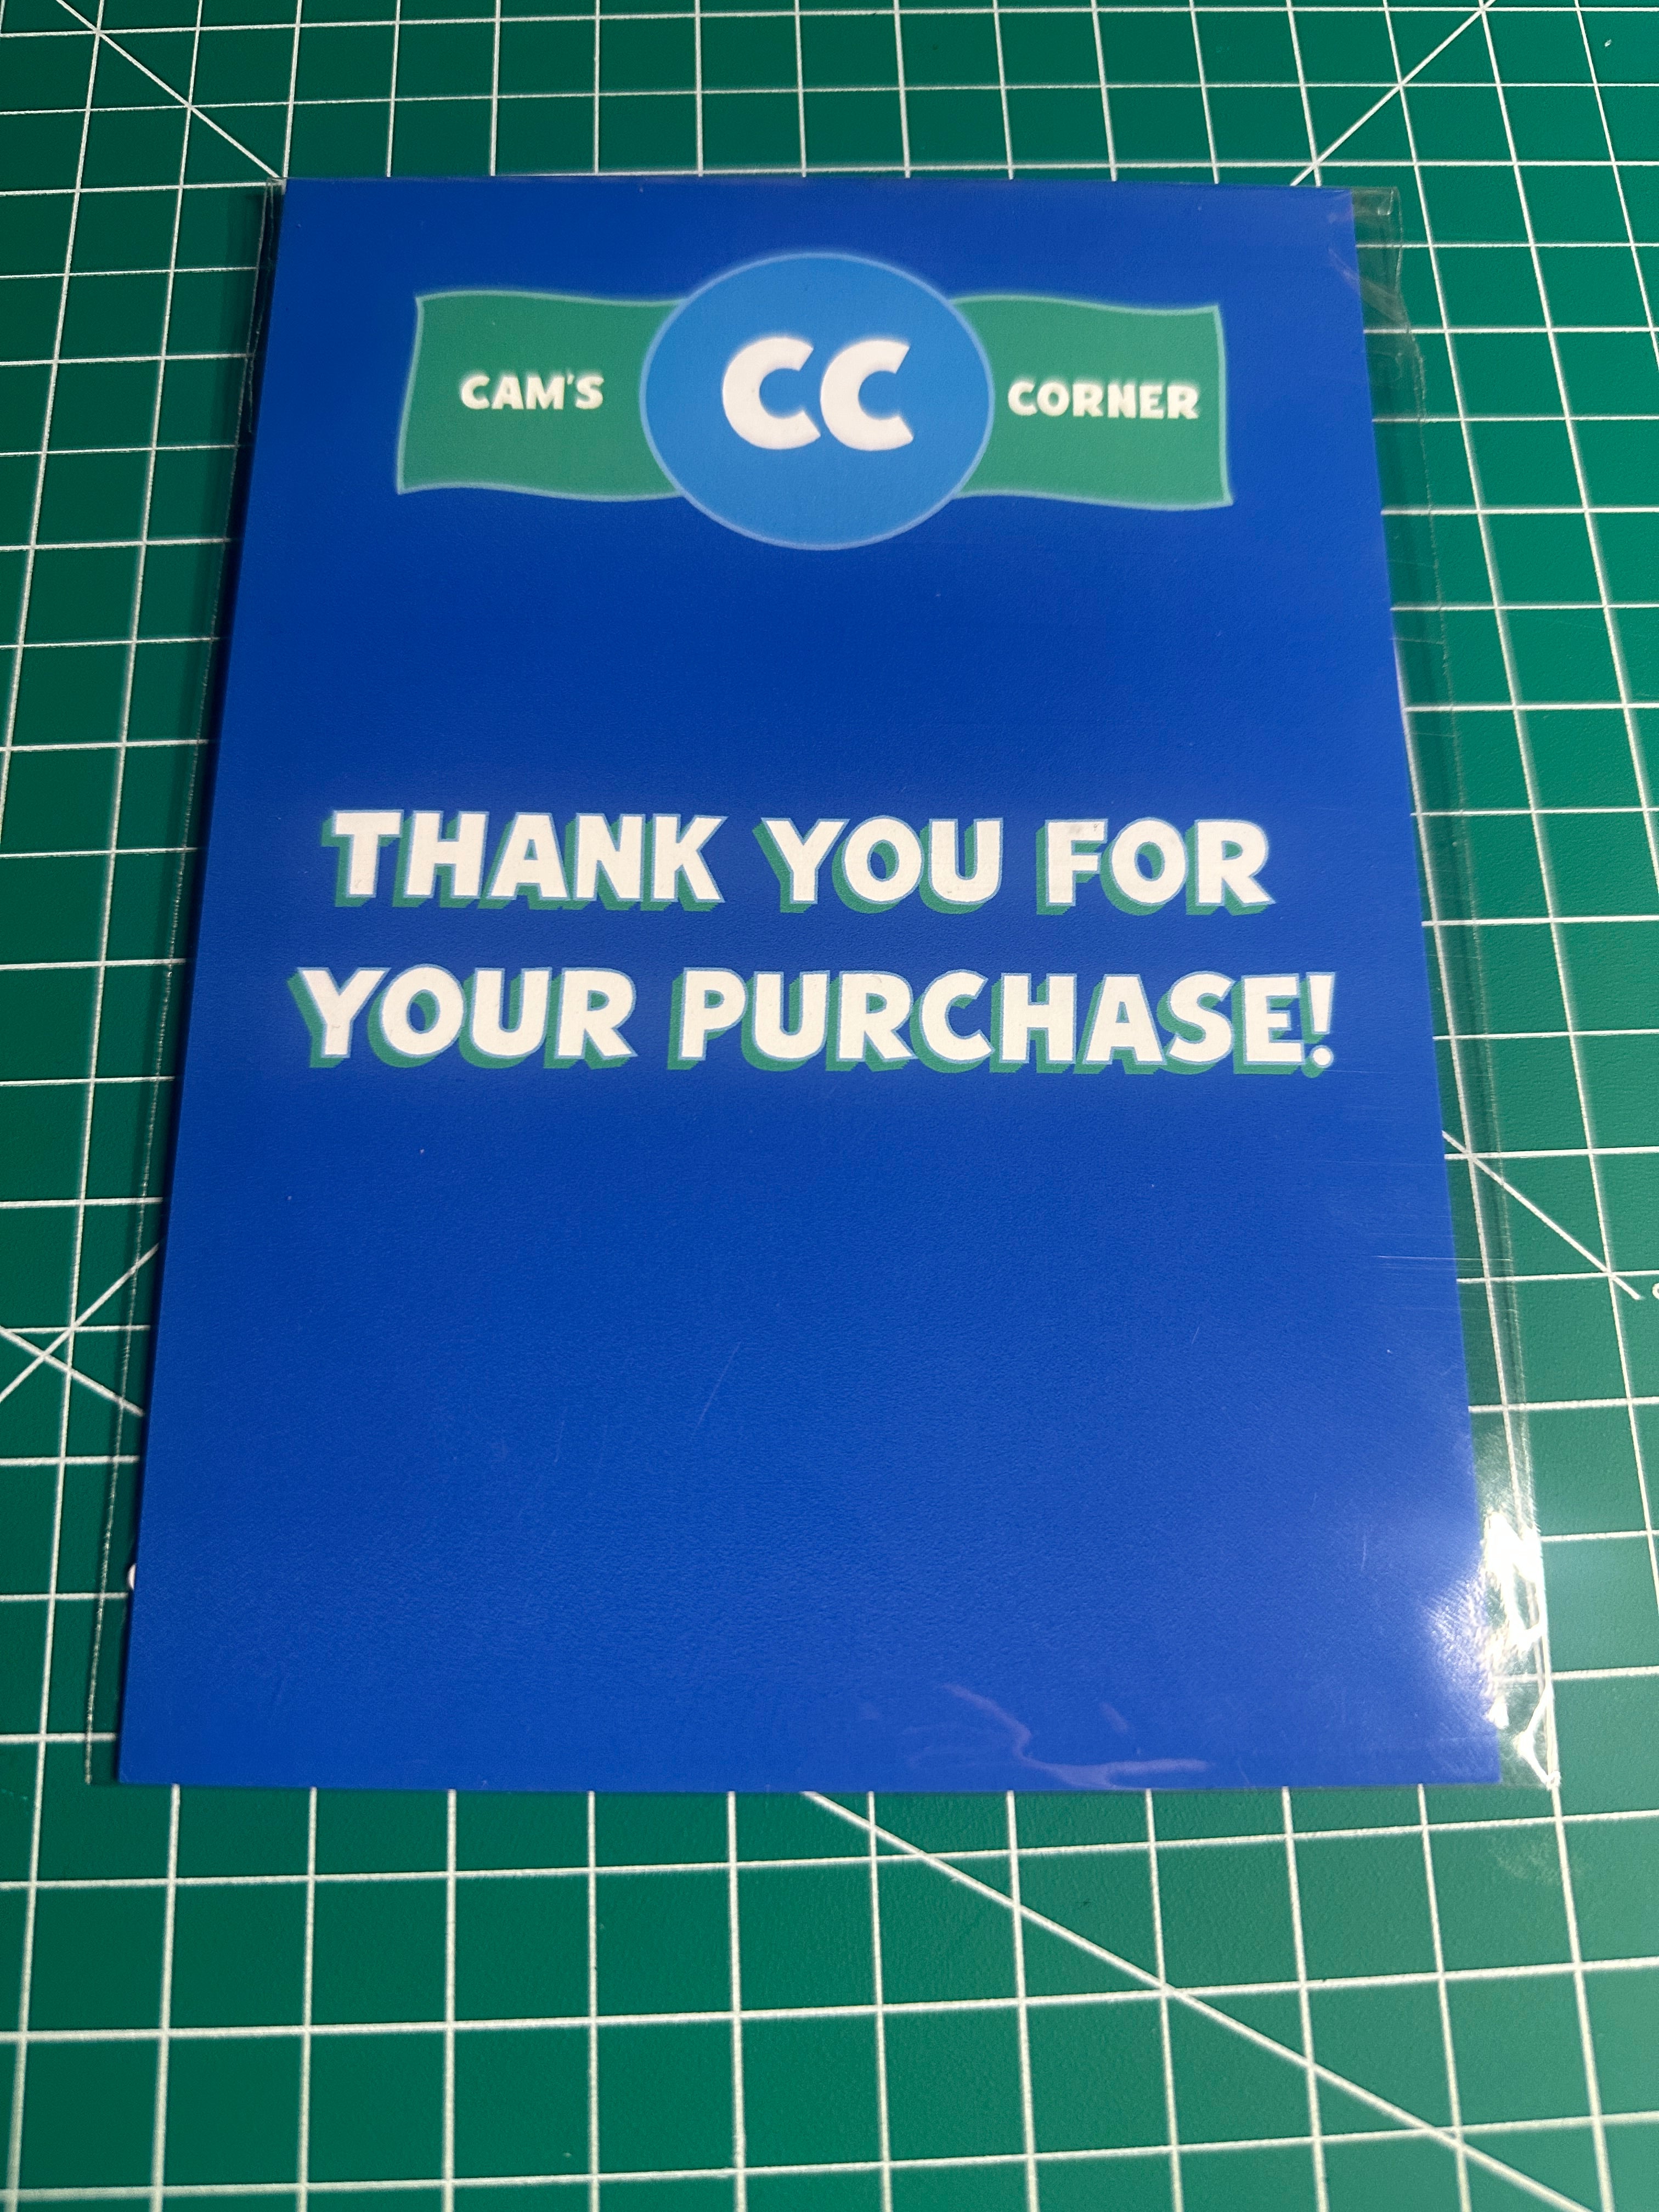 CAM'S CC CORNER
THANK YOU FOR
YOUR PURCHASE!